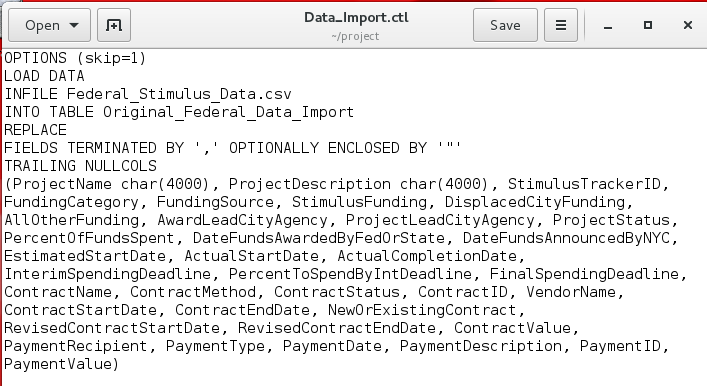 Open Data_Import.ctl Save
~/project
OPTIONS (skip=1)
LOAD DATA
INFILE Federal_Stimulus_Data.csv
INTO TABLE Original_Federal_Data_Import
REPLACE
FIELDS TERMINATED BY ',' OPTIONALLY ENCLOSED BY '"'
TRAILING NULLCOLS
(ProjectName char(4000), ProjectDescription char(4000), StimulusTrackerID,
FundingCategory, FundingSource, StimulusFunding, DisplacedCityFunding,
AllOtherFunding, AwardLeadCityAgency, ProjectLeadCityAgency, ProjectStatus,
PercentOfFundsSpent, DateFundsAwardedByFedOrState, DateFundsAnnouncedByNYC,
EstimatedStartDate, ActualStartDate, ActualCompletionDate,
InterimSpendingDeadline, PercentToSpendByIntDeadline, FinalSpendingDeadline,
ContractName, ContractMethod, ContractStatus, ContractID, VendorName,
ContractStartDate, ContractEndDate, NewOrExistingContract,
RevisedContractStartDate, RevisedContractEndDate, ContractValue,
PaymentRecipient, PaymentType, PaymentDate, PaymentDescription, PaymentID,
PaymentValue)